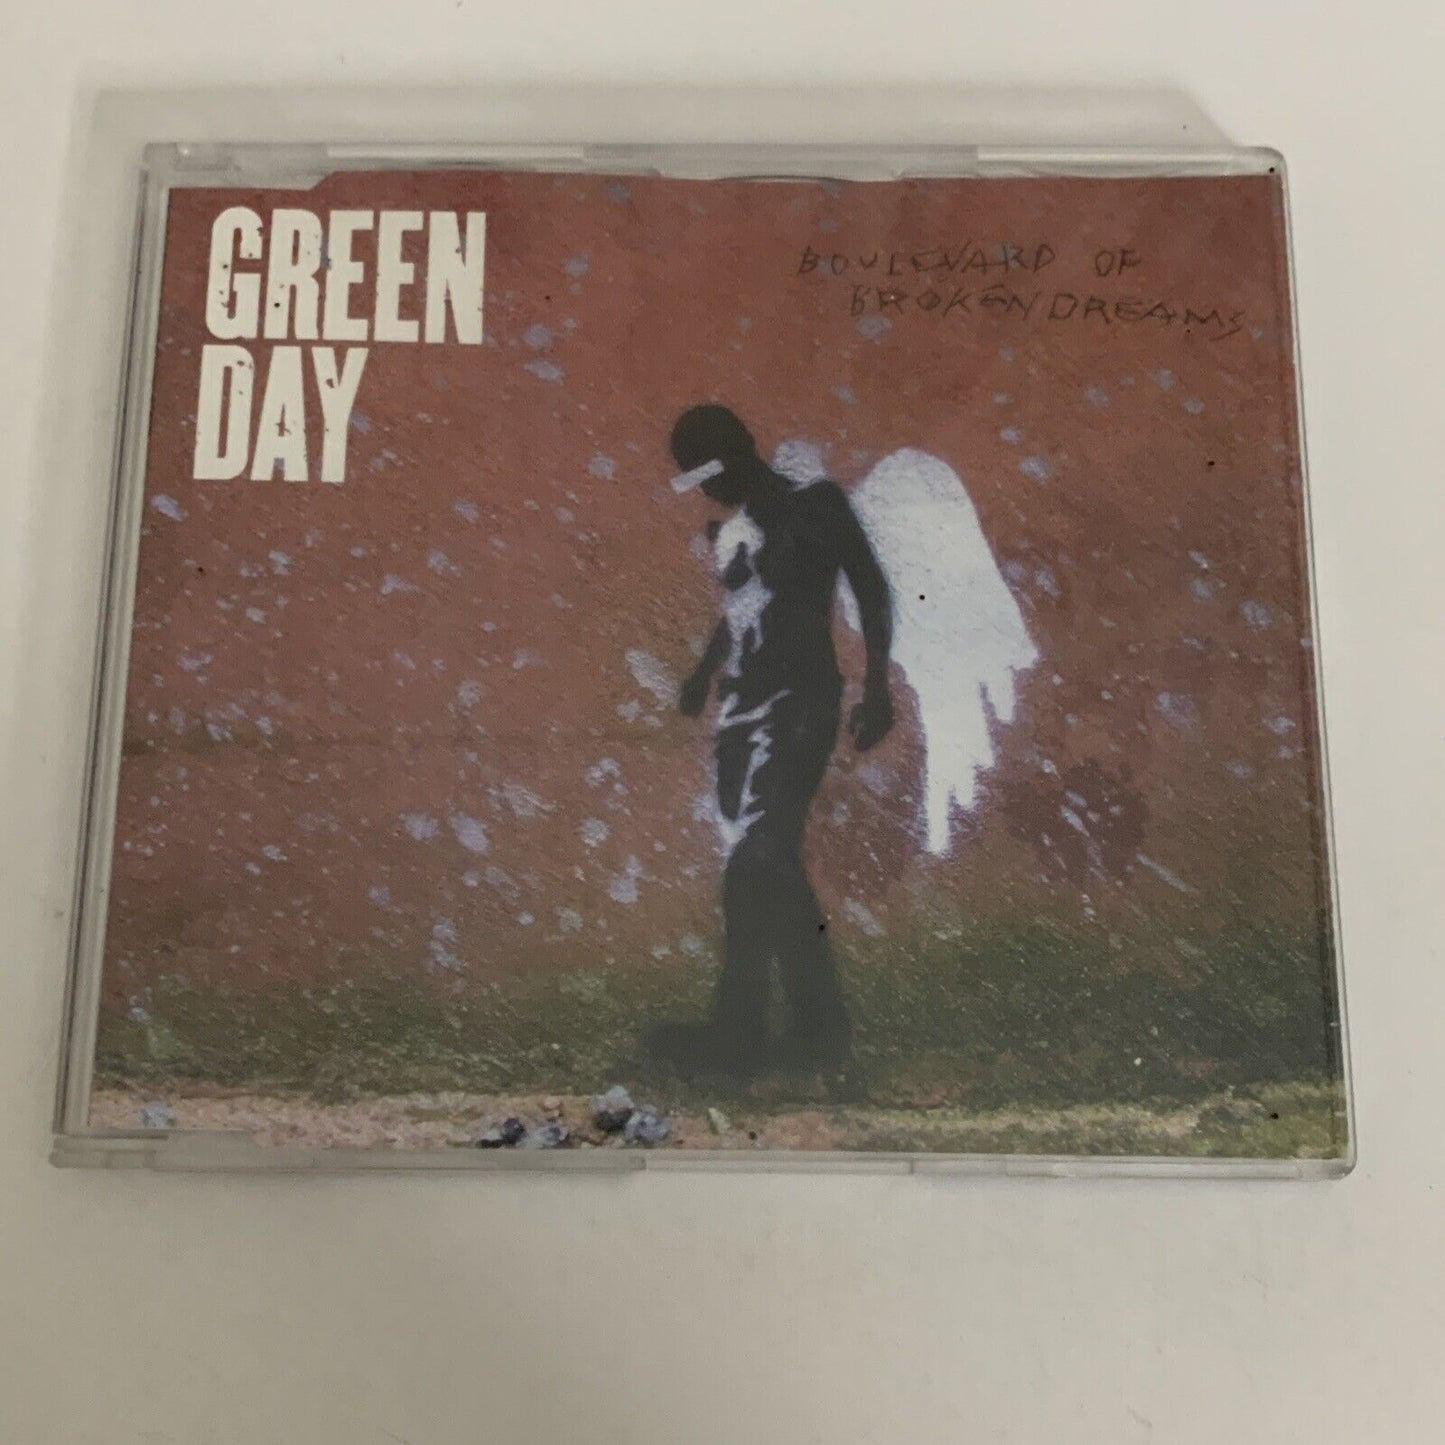 GREEN
DAY
BOULEVARD OF
BROKEN DREAMS